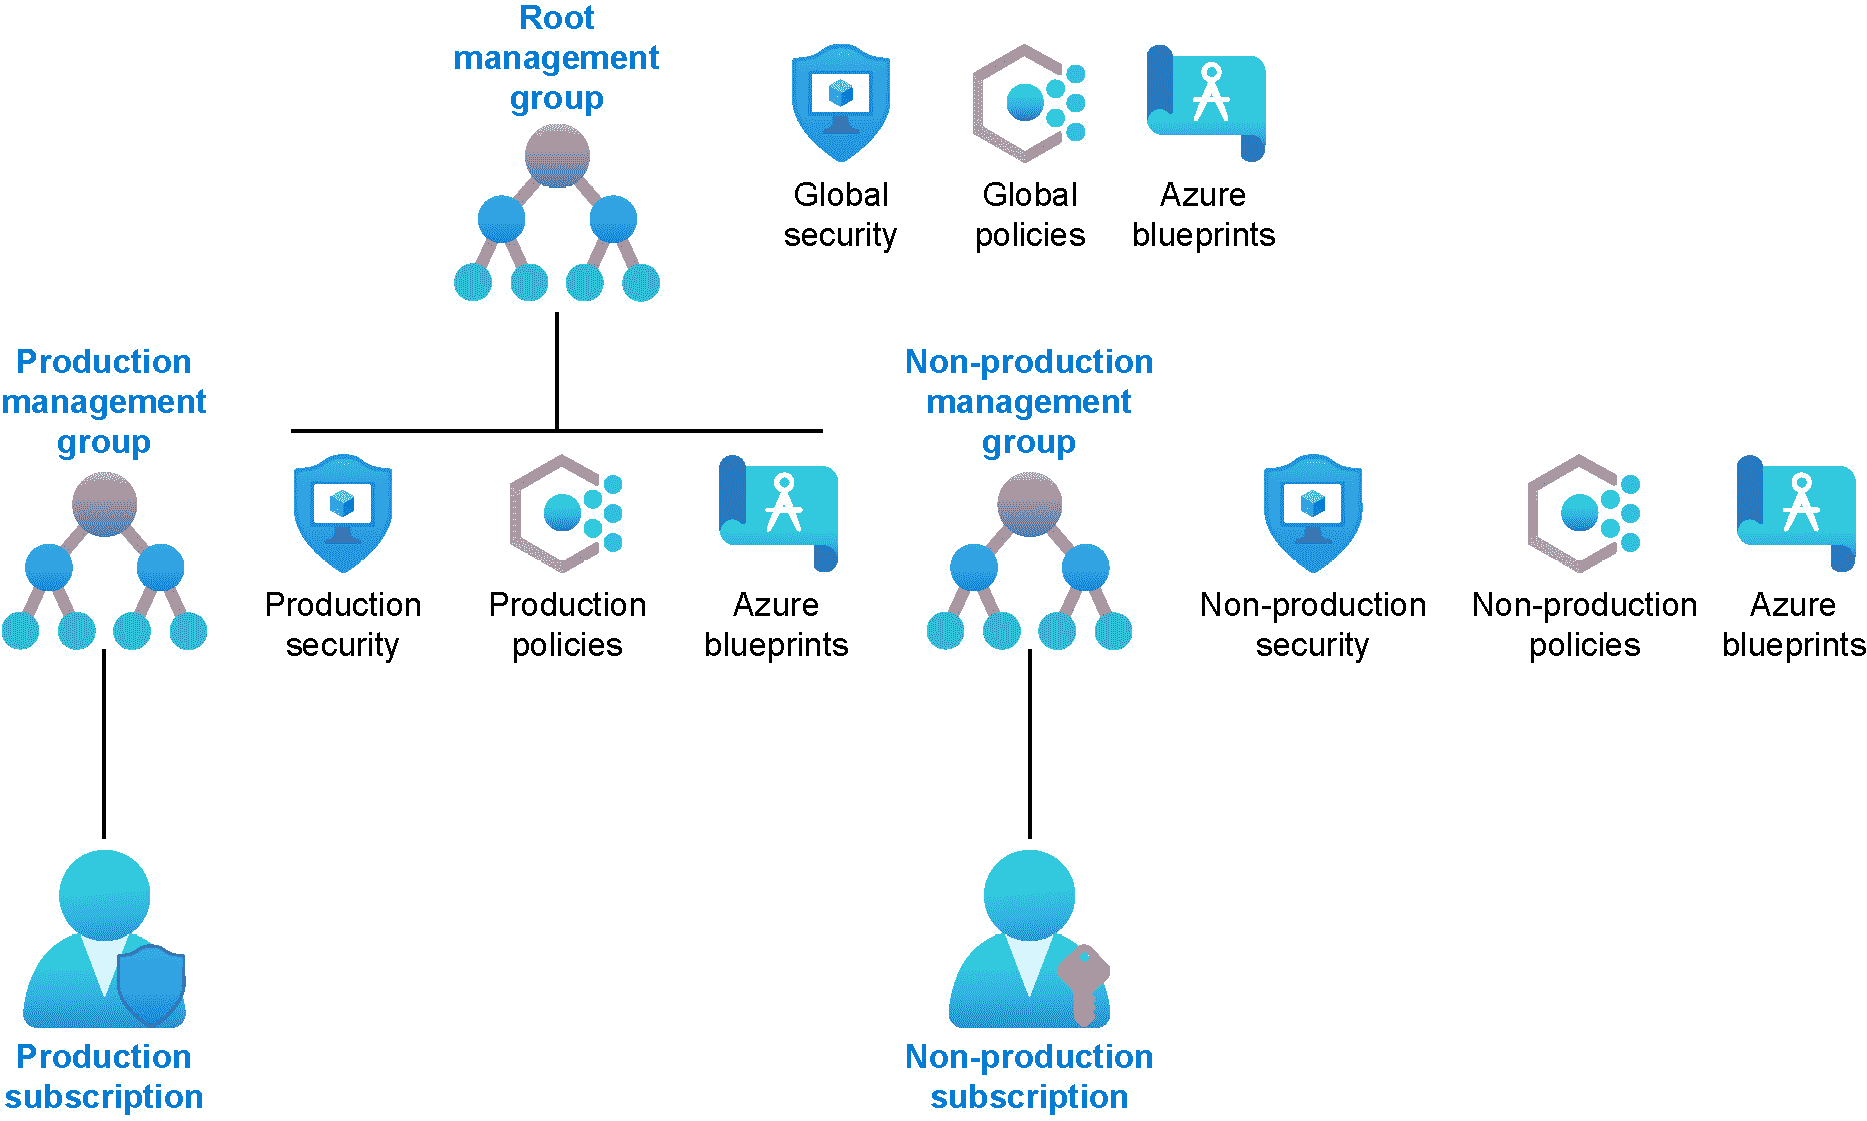 Root
management
group
Global
security
Global
policies
Azure
blueprints
Production
management
group
Non-production
management
group
Production
security
Production
policies
Azure
blueprints
Non-production
security
Non-production
policies
Azure
blueprints
Production
subscription
Non-production
subscription